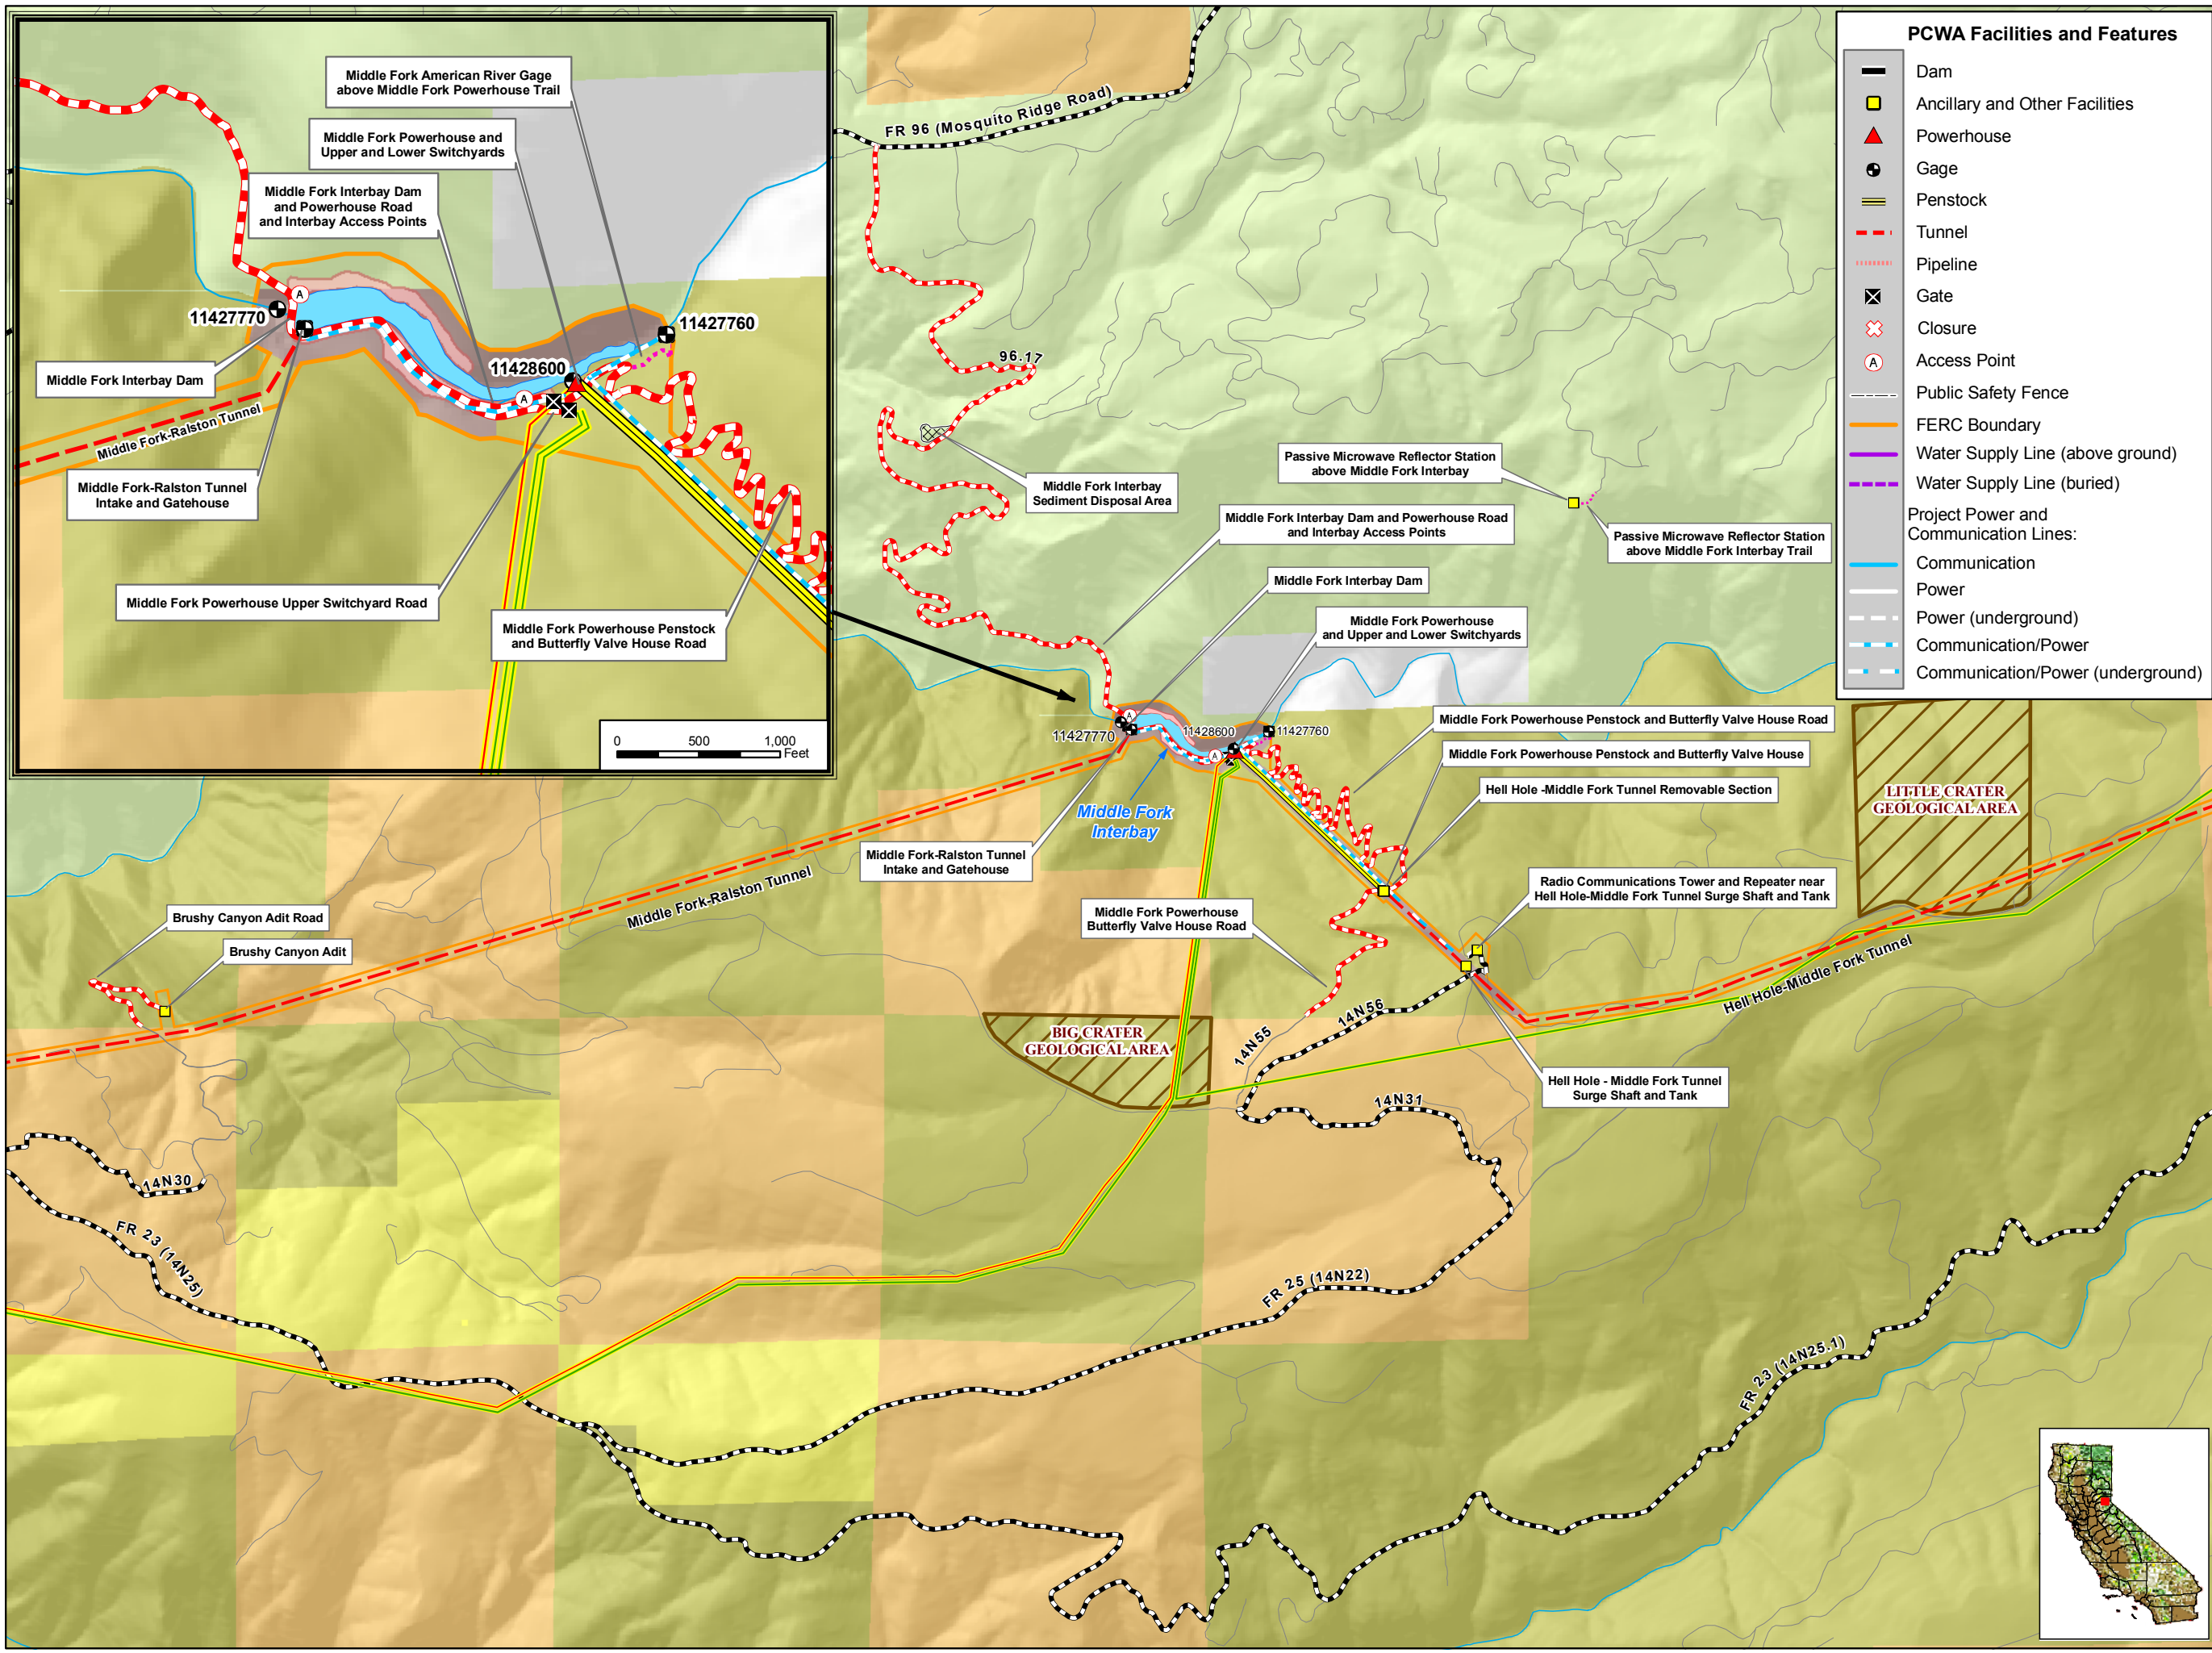 Middle Fork American River Gage
above Middle Fork Powerhouse Trail
Middle Fork Powerhouse and
Upper and Lower Switchyards
Middle Fork Interbay Dam
and Powerhouse Road
and Interbay Access Points
A
11427770
11427760
11428600
A
Middle Fork Interbay Dam
Middle Fork-Ralston Tunnel
Middle Fork-Ralston Tunnel
Intake and Gatehouse
Middle Fork Powerhouse Upper Switchyard Road
Middle Fork Powerhouse Penstock
and Butterfly Valve House Road
0 500 1,000
Feet
FR 96 (Mosquito Ridge Road)
96.17
Middle Fork Interbay
Sediment Disposal Area
Passive Microwave Reflector Station
above Middle Fork Interbay
Passive Microwave Reflector Station
above Middle Fork Interbay Trail
Middle Fork Interbay Dam and Powerhouse Road
and Interbay Access Points
Middle Fork Interbay Dam
Middle Fork Powerhouse
and Upper and Lower Switchyards
A
11427770
11428600
11427760
A
Middle Fork Powerhouse Penstock and Butterfly Valve House Road
Middle Fork Powerhouse Penstock and Butterfly Valve House
Hell Hole -Middle Fork Tunnel Removable Section
Middle Fork
Interbay
LITTLE CRATER
GEOLOGICAL AREA
Middle Fork-Ralston Tunnel
Intake and Gatehouse
Middle Fork-Ralston Tunnel
Radio Communications Tower and Repeater near
Hell Hole-Middle Fork Tunnel Surge Shaft and Tank
Middle Fork Powerhouse
Butterfly Valve House Road
Brushy Canyon Adit Road
Brushy Canyon Adit
Hell Hole-Middle Fork Tunnel
14N56
14N55
BIG CRATER
GEOLOGICAL AREA
Hell Hole - Middle Fork Tunnel
Surge Shaft and Tank
14N31
14N30
FR 23 (14N25)
FR 25 (14N22)
FR 23 (14N25.1)
PCWA Facilities and Features
Dam
Ancillary and Other Facilities
Powerhouse
Gage
Penstock
Tunnel
Pipeline
Gate
Closure
A Access Point
Public Safety Fence
FERC Boundary
Water Supply Line (above ground)
Water Supply Line (buried)
Project Power and
Communication Lines:
Communication
Power
Power (underground)
Communication/Power
Communication/Power (underground)